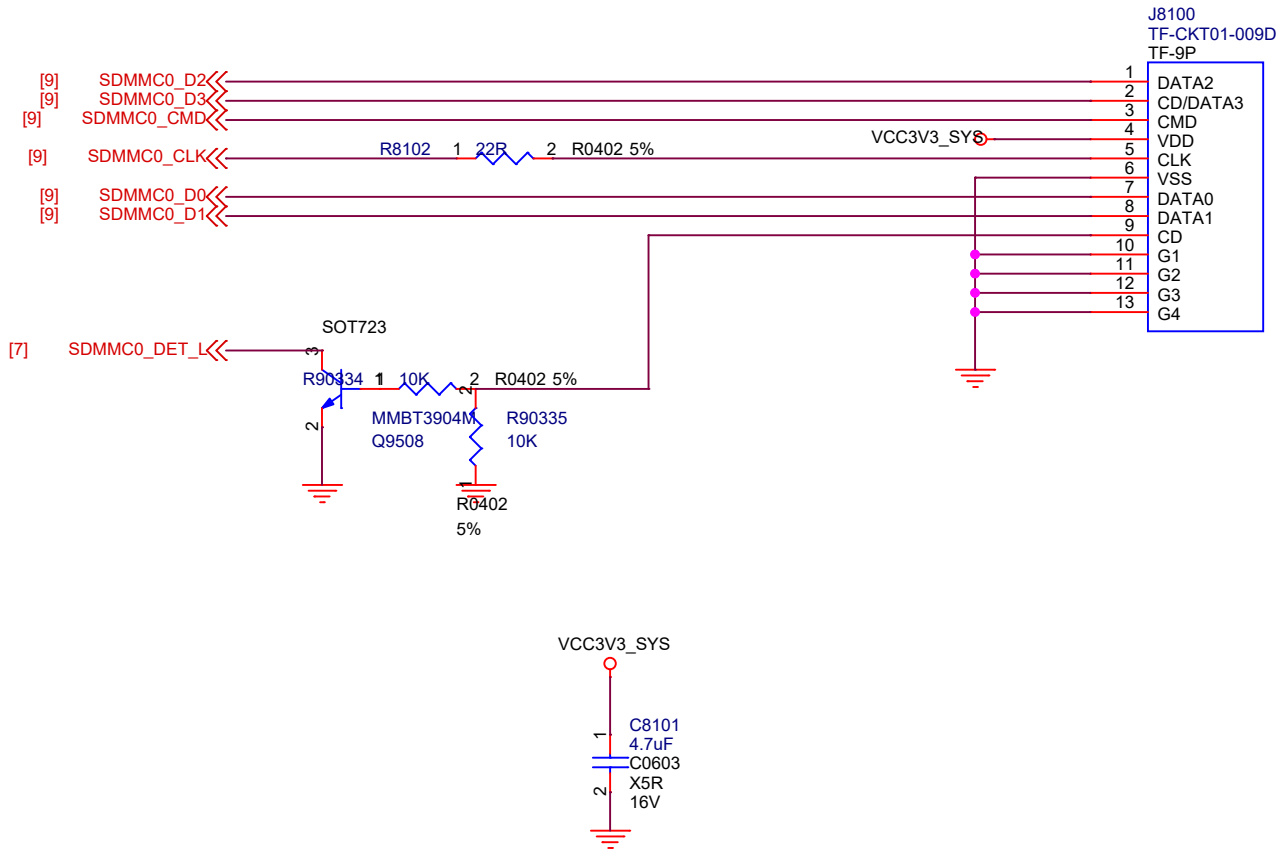 J8100
TF-CKT01-009D
TF-9P
[9] SDMMC0_D2 1 DATA2
[9] SDMMC0_D3 2 CD/DATA3
[9] SDMMC0_CMD 3 CMD
VCC3V3_SYS 4 VDD
[9] SDMMC0_CLK R8102 1 22R 2 R0402 5% 5 CLK
6 VSS
[9] SDMMC0_D0 7 DATA0
[9] SDMMC0_D1 8 DATA1
9 CD
10 G1
11 G2
12 G3
13 G4
SOT723
[7] SDMMC0_DET_L 3
R90334 1 1 10K 2 R0402 5%
2
2 MMBT3904M R90335
Q9508 10K
1
R0402
5%
VCC3V3_SYS
C8101
1 4.7uF
C0603
X5R
2 16V